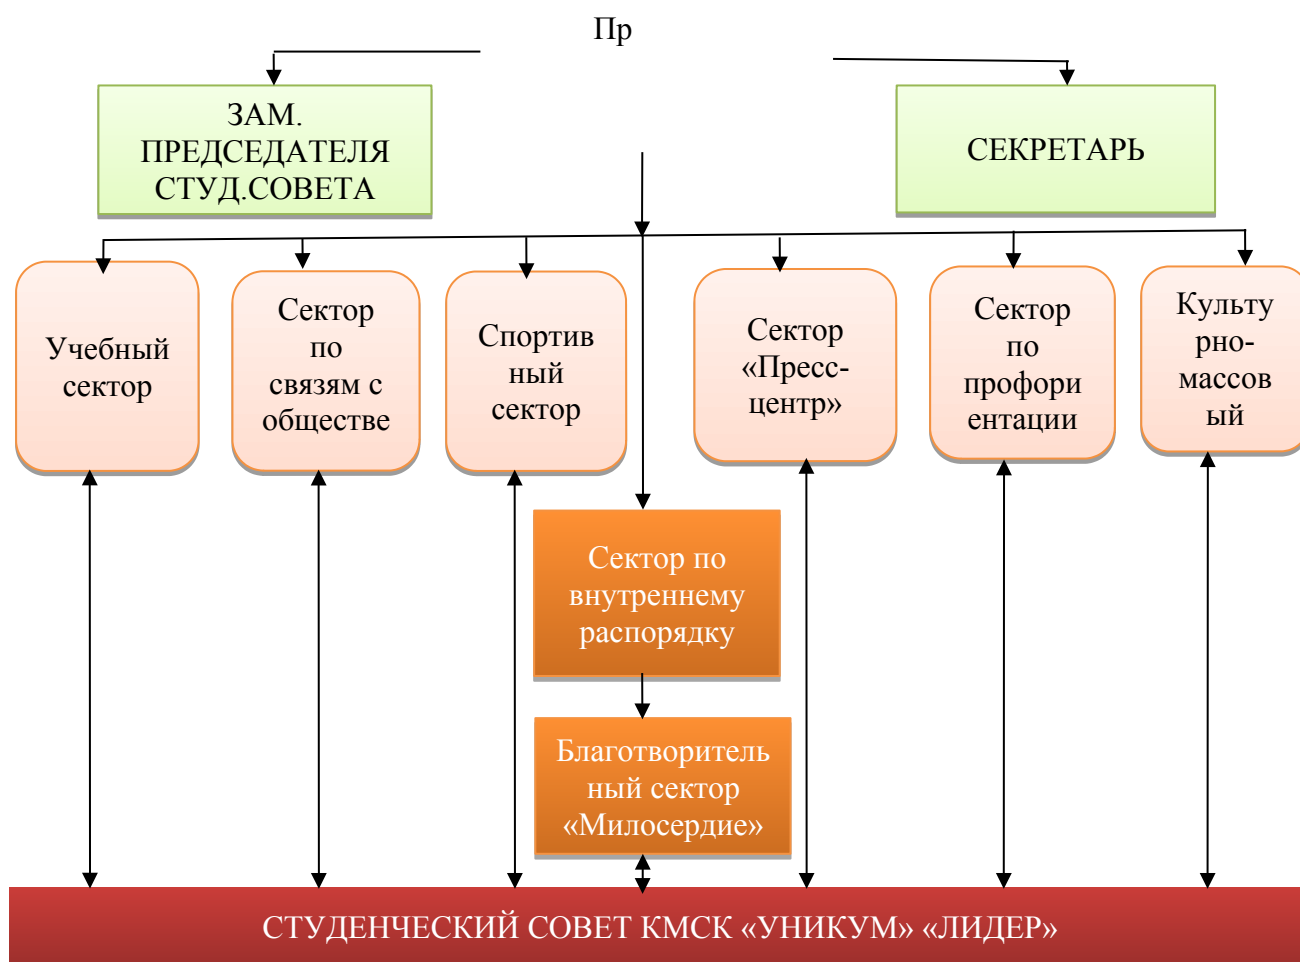 Пр
ЗАМ.
ПРЕДСЕДАТЕЛЯ
СТУД.СОВЕТА
СЕКРЕТАРЬ
Учебный
сектор
Сектор
по
связям с
обществе
Спортив
ный
сектор
Сектор
«Пресс-
центр»
Сектор
по
профори
ентации
Культу
рно-
массов
ый
Сектор по
внутреннему
распорядку
Благотворитель
ный сектор
«Милосердие»
СТУДЕНЧЕСКИЙ СОВЕТ КМСК «УНИКУМ» «ЛИДЕР»